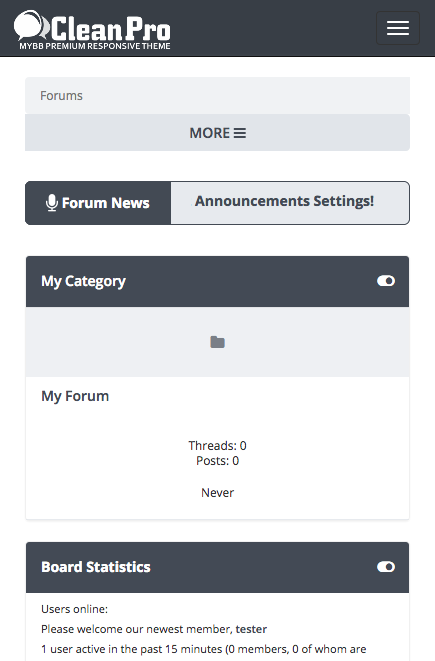 CleanPro
MYBB PREMIUM RESPONSIVE THEME
Forums
MORE
Forum News
Announcements Settings!
My Category
My Forum
Threads: 0
Posts: 0
Never
Board Statistics
Users online:
Please welcome our newest member, tester
1 user active in the past 15 minutes (0 members, 0 of whom are